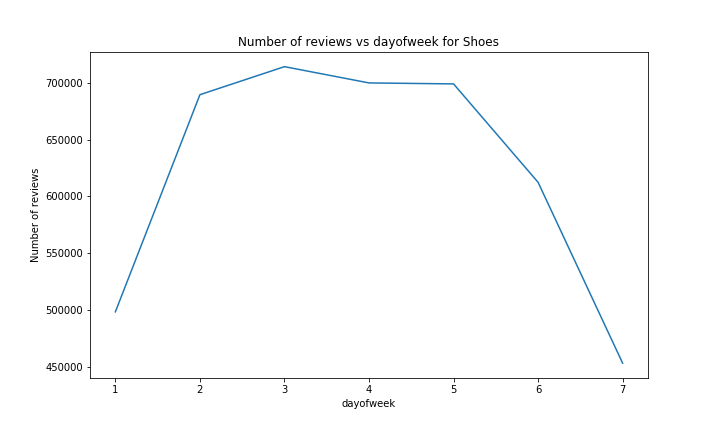 Number of reviews vs dayofweek for Shoes
700000
650000
600000
550000
500000
450000
Number of reviews
1 2 3 4 5 6 7
dayofweek